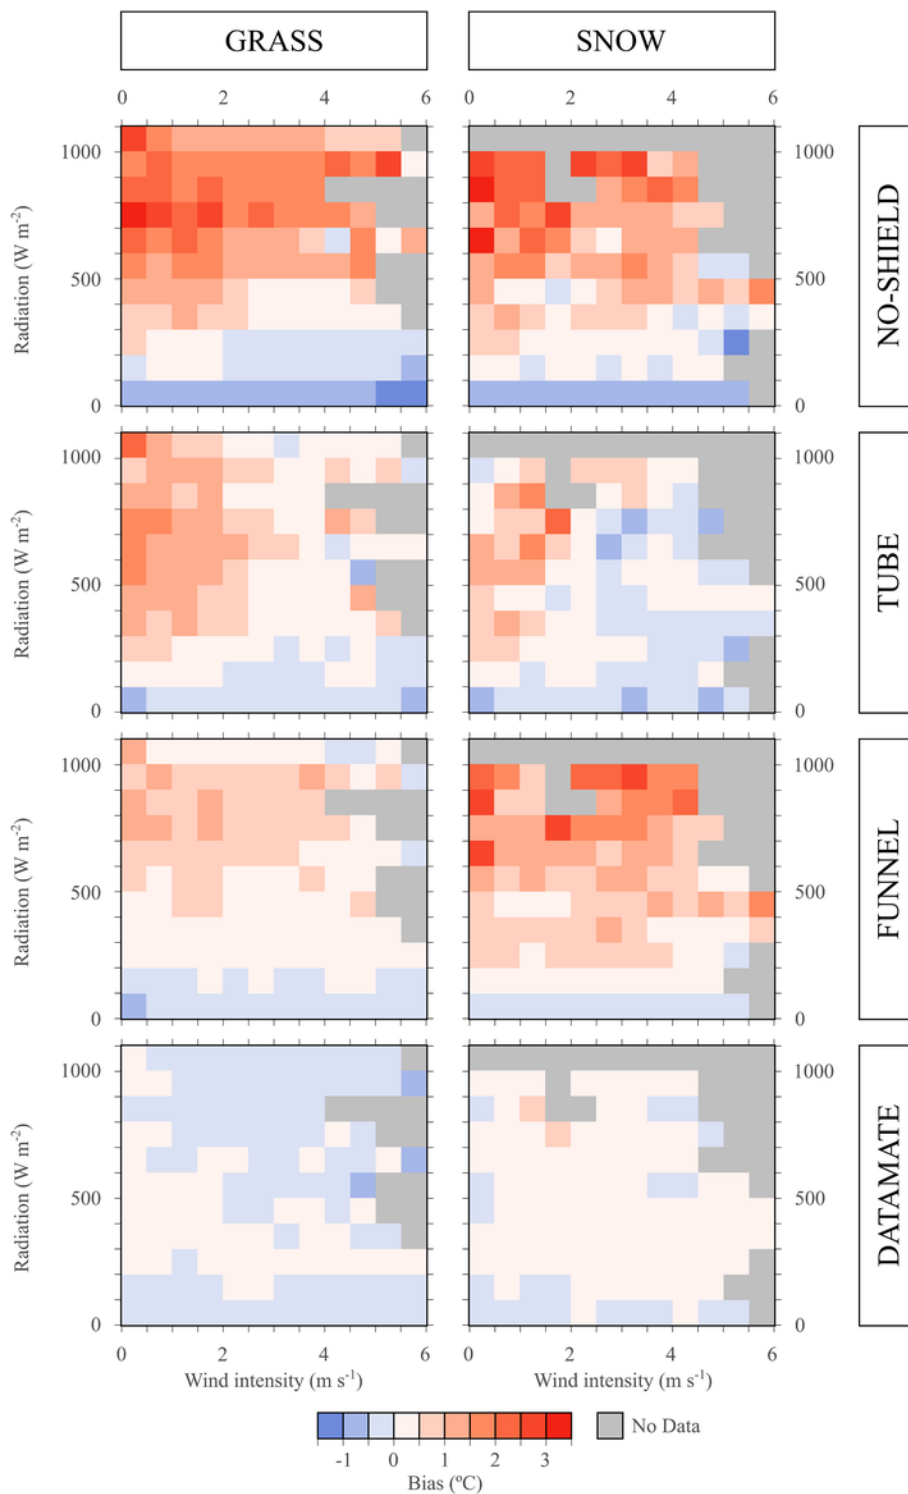 GRASS SNOW
0 2 4 6 0 2 4 6
1000 1000
500 500
0 0
Radiation (W m-2)
NO-SHIELD
1000 1000
500 500
0 0
Radiation (W m-2)
TUBE
1000 1000
500 500
0 0
Radiation (W m-2)
FUNNEL
1000 1000
500 500
0 0
Radiation (W m-2)
DATAMATE
0 2 4 6 0 2 4 6
Wind intensity (m s-1) Wind intensity (m s-1)
No Data
-1 0 1 2 3
Bias (ºC)